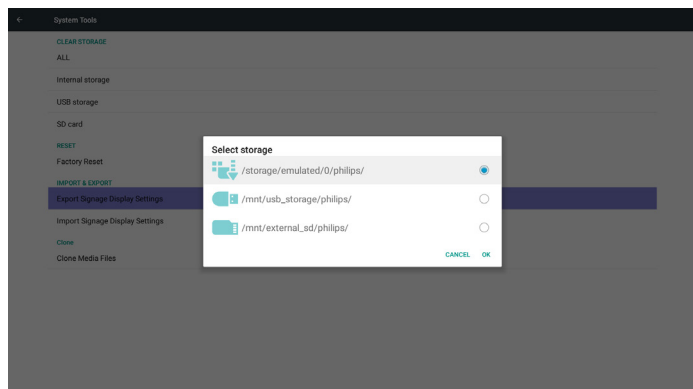 System Tools
CLEAR STORAGE
ALL
Internal storage
USB storage
SD card
RESET
Factory Reset
IMPORT & EXPORT
Export Signage Display Settings
Import Signage Display Settings
Clone
Clone Media Files
Select storage
/storage/emulated/0/philips/
/mnt/usb_storage/philips/
/mnt/external_sd/philips/
CANCEL OK